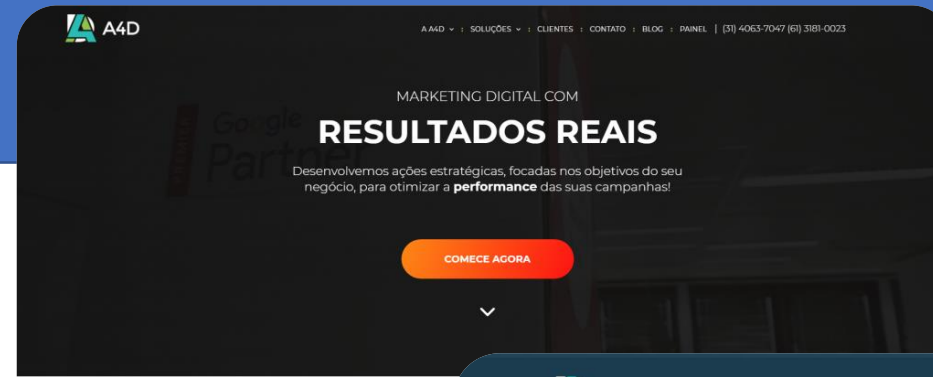 A4D
A A4D : SOLUÇÕES : CLIENTES : CONTATO : BLOG : PAINEL | (31) 4063-7047 (61) 3181-0023
Google
Partner
PREMIER
MARKETING DIGITAL COM
RESULTADOS REAIS
Desenvolvemos ações estratégicas, focadas nos objetivos do seu
negócio, para otimizar a performance das suas campanhas!
COMECE AGORA